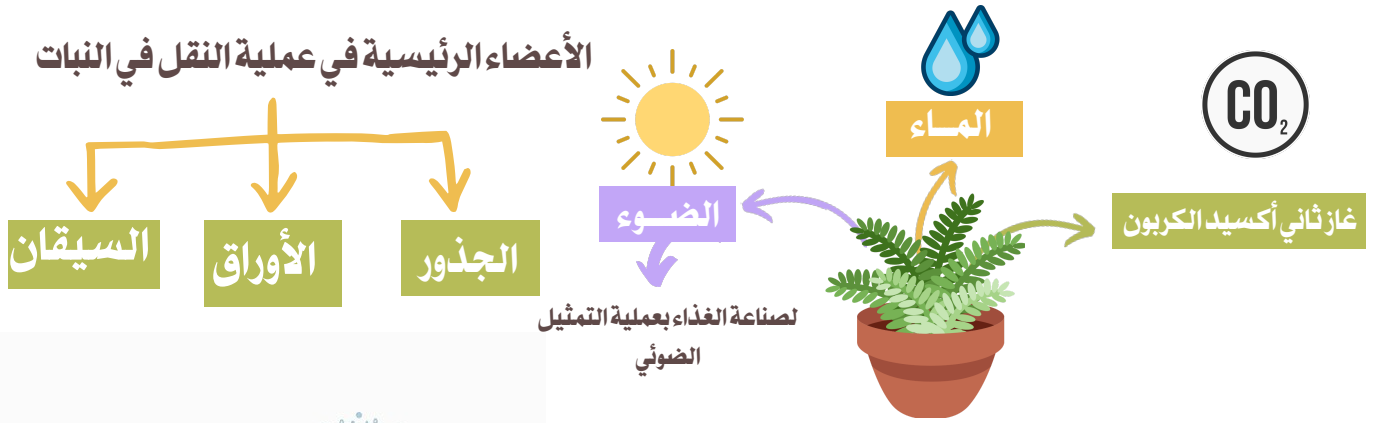 الأعضاء الرئيسية في عملية النقل في النبات
الجذور
الأوراق
السيقان
CO2
غاز ثاني أكسيد الكربون
المـاء
الضـوء
لصناعة الغذاء بعملية التمثيل
الضوئي